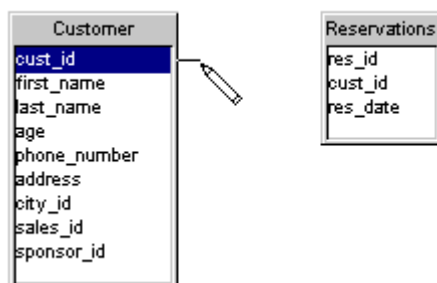 Customer
cust_id
first_name
last_name
age
phone_number
address
city_id
sales_id
sponsor_id
Reservations
res_id
cust_id
res_date